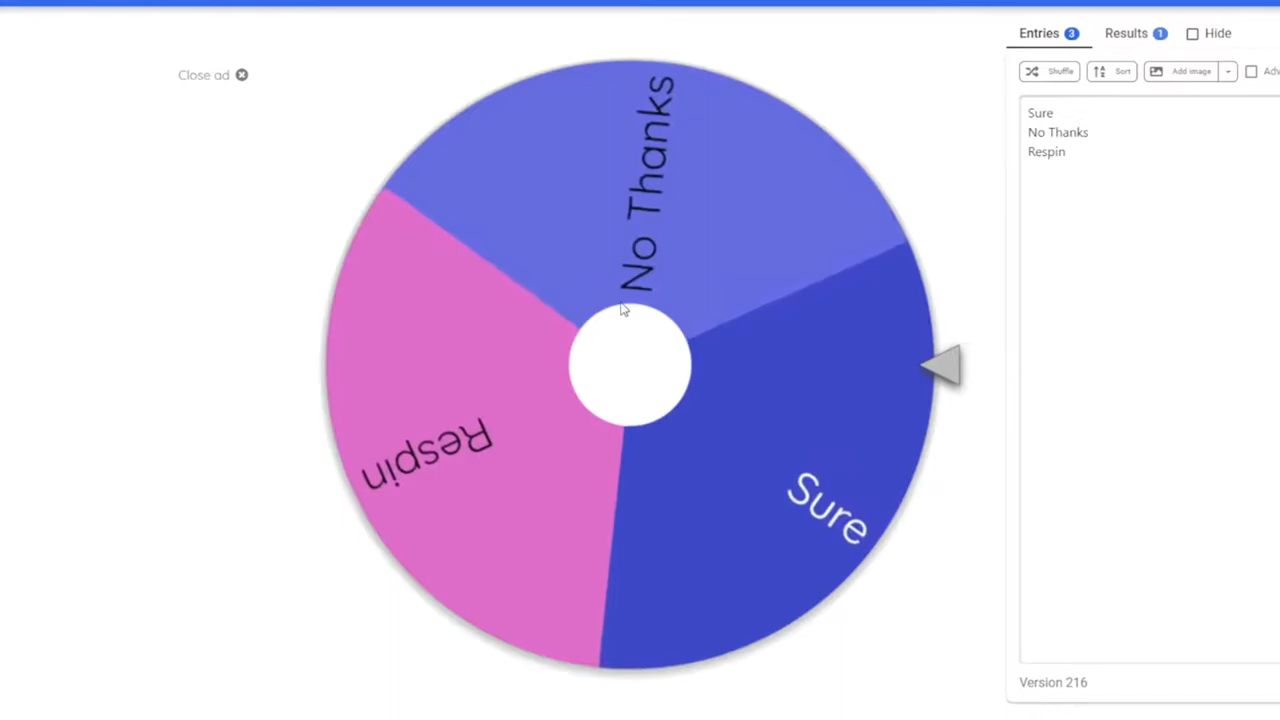 Entries 3 Results 1 Hide
Close ad
Shuffle Sort Add image
Sure
No Thanks
Respin
No Thanks
Respin
Sure
Version 216